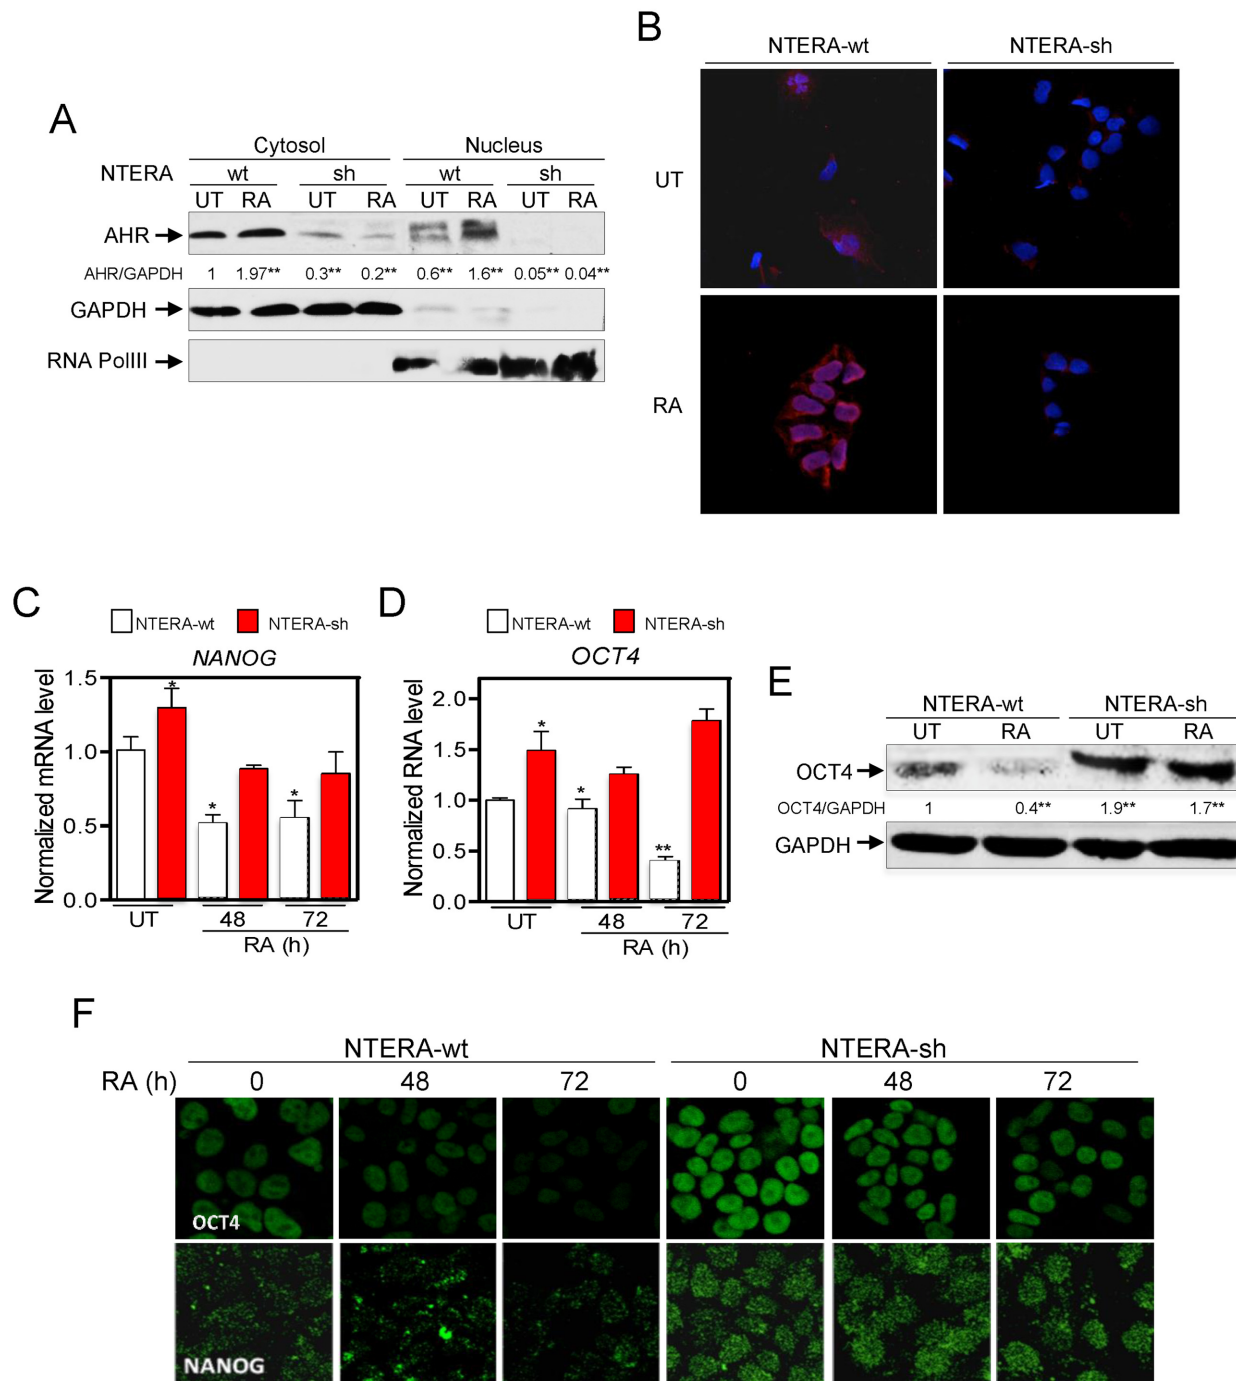 A
Cytosol Nucleus
NTERA wt sh wt sh
UT RA UT RA UT RA UT RA
AHR
AHR/GAPDH 1 1.97** 0.3** 0.2** 0.6** 1.6** 0.05** 0.04**
GAPDH
RNA PolIII
B
NTERA-wt NTERA-sh
UT
RA
C
NTERA-wt NTERA-sh
NANOG
Normalized mRNA level
1.5
1.0
0.5
0.0
* * *
UT 48 72
RA (h)
D
NTERA-wt NTERA-sh
OCT4
Normalized RNA level
2.0
1.5
1.0
0.5
0.0
* * **
UT 48 72
RA (h)
E
NTERA-wt NTERA-sh
UT RA UT RA
OCT4
OCT4/GAPDH 1 0.4** 1.9** 1.7**
GAPDH
F
NTERA-wt NTERA-sh
RA (h) 0 48 72 0 48 72
OCT4
NANOG